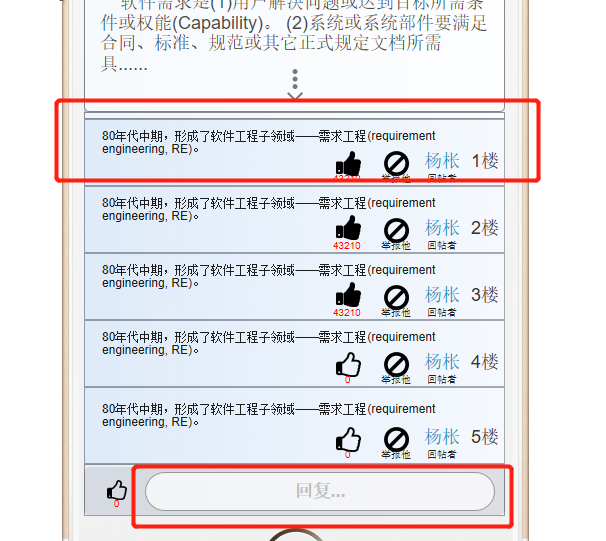 软件需求是(1)用户解决问题或达到目标所需条
件或权能(Capability)。 (2)系统或系统部件要满足
合同、标准、规范或其它正式规定文档所需
具......
80年代中期，形成了软件工程子领域——需求工程(requirement
engineering, RE)。
43210 举报他 杨枨 回帖者 1楼
80年代中期，形成了软件工程子领域——需求工程(requirement
engineering, RE)。
43210 举报他 杨枨 回帖者 2楼
80年代中期，形成了软件工程子领域——需求工程(requirement
engineering, RE)。
43210 举报他 杨枨 回帖者 3楼
80年代中期，形成了软件工程子领域——需求工程(requirement
engineering, RE)。
0 举报他 杨枨 回帖者 4楼
80年代中期，形成了软件工程子领域——需求工程(requirement
engineering, RE)。
0 举报他 杨枨 回帖者 5楼
0 回复...